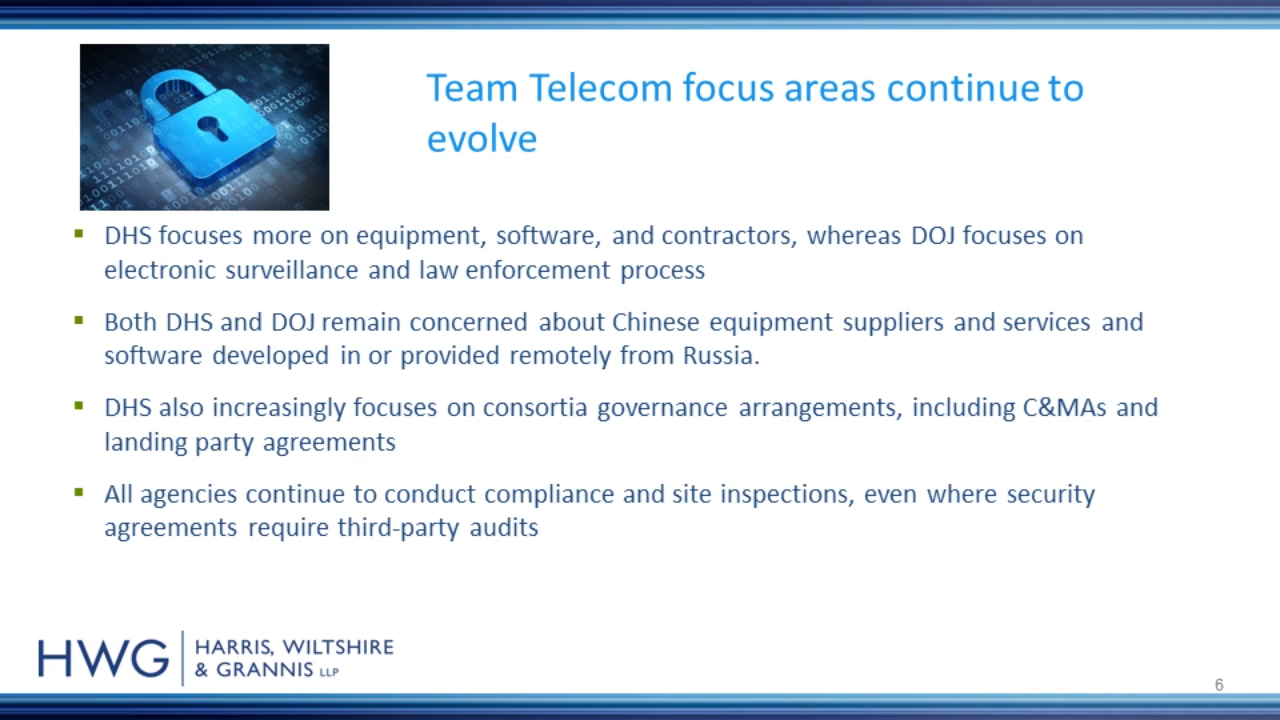 Team Telecom focus areas continue to
evolve
▪ DHS focuses more on equipment, software, and contractors, whereas DOJ focuses on
electronic surveillance and law enforcement process
▪ Both DHS and DOJ remain concerned about Chinese equipment suppliers and services and
software developed in or provided remotely from Russia.
▪ DHS also increasingly focuses on consortia governance arrangements, including C&MAs and
landing party agreements
▪ All agencies continue to conduct compliance and site inspections, even where security
agreements require third-party audits
HWG
HARRIS, WILTSHIRE
& GRANNIS LLP
6